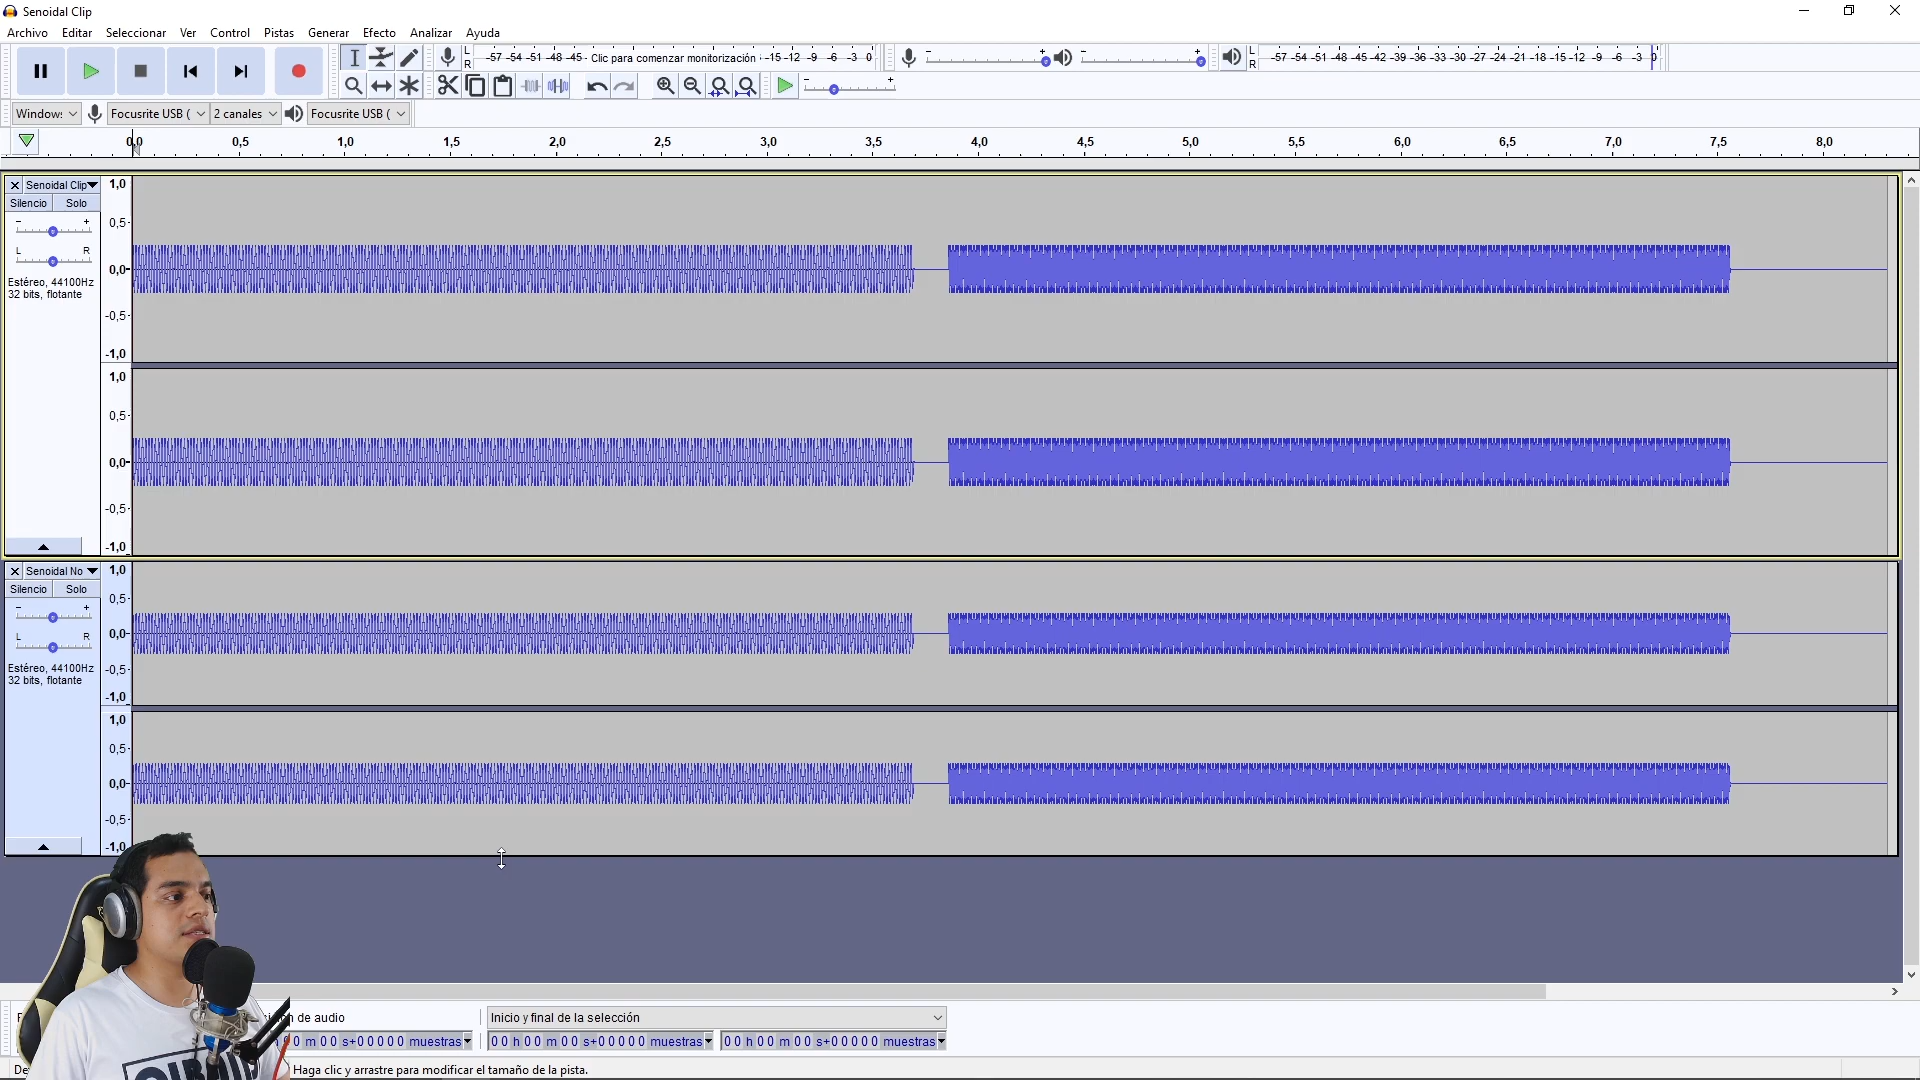 Senoidal Clip
Archivo Editar Seleccionar Ver Control Pistas Generar Efecto Analizar Ayuda
L
R
-57 -54 -51 -48 -45 - Clic para comenzar monitorización -15 -12 -9 -6 -3 0
- +
- +
L
R
-57 -54 -51 -48 -45 -42 -39 -36 -33 -30 -27 -24 -21 -18 -15 -12 -9 -6 -3 0
- +
Windows Focusrite USB ( 2 canales Focusrite USB (
0,0 0,5 1,0 1,5 2,0 2,5 3,0 3,5 4,0 4,5 5,0 5,5 6,0 6,5 7,0 7,5 8,0
Senoidal Clip
Silencio Solo
- +
L R
Estéreo, 44100Hz
32 bits, flotante
1,0
0,5
0,0
-0,5
-1,0
1,0
0,5
0,0
-0,5
-1,0
Senoidal No
Silencio Solo
- +
L R
Estéreo, 44100Hz
32 bits, flotante
1,0
0,5
0,0
-0,5
-1,0
1,0
0,5
0,0
-0,5
-1,0
de audio
Inicio y final de la selección
0 m 0 0 s+0 0 0 0 0 muestras
0 0 h 0 0 m 0 0 s+0 0 0 0 0 muestras
0 0 h 0 0 m 0 0 s+0 0 0 0 0 muestras
Haga clic y arrastre para modificar el tamaño de la pista.